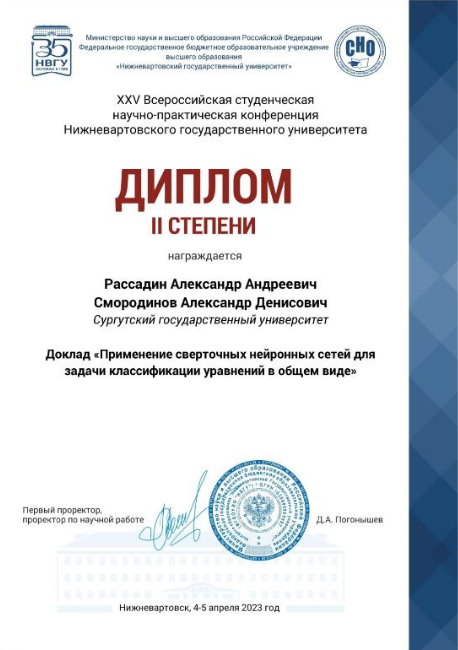 35
НВГУ
Министерство науки и высшего образования Российской Федерации
Федеральное государственное бюджетное образовательное учреждение
высшего образования
«Нижневартовский государственный университет»
СНО
XXV Всероссийская студенческая
научно-практическая конференция
Нижневартовского государственного университета
ДИПЛОМ
II СТЕПЕНИ
награждается
Рассадин Александр Андреевич
Смородинов Александр Денисович
Сургутский государственный университет
Доклад «Применение сверточных нейронных сетей для
задачи классификации уравнений в общем виде»
Первый проректор,
проректор по научной работе
Д.А. Погонышев
Нижневартовск, 4-5 апреля 2023 год